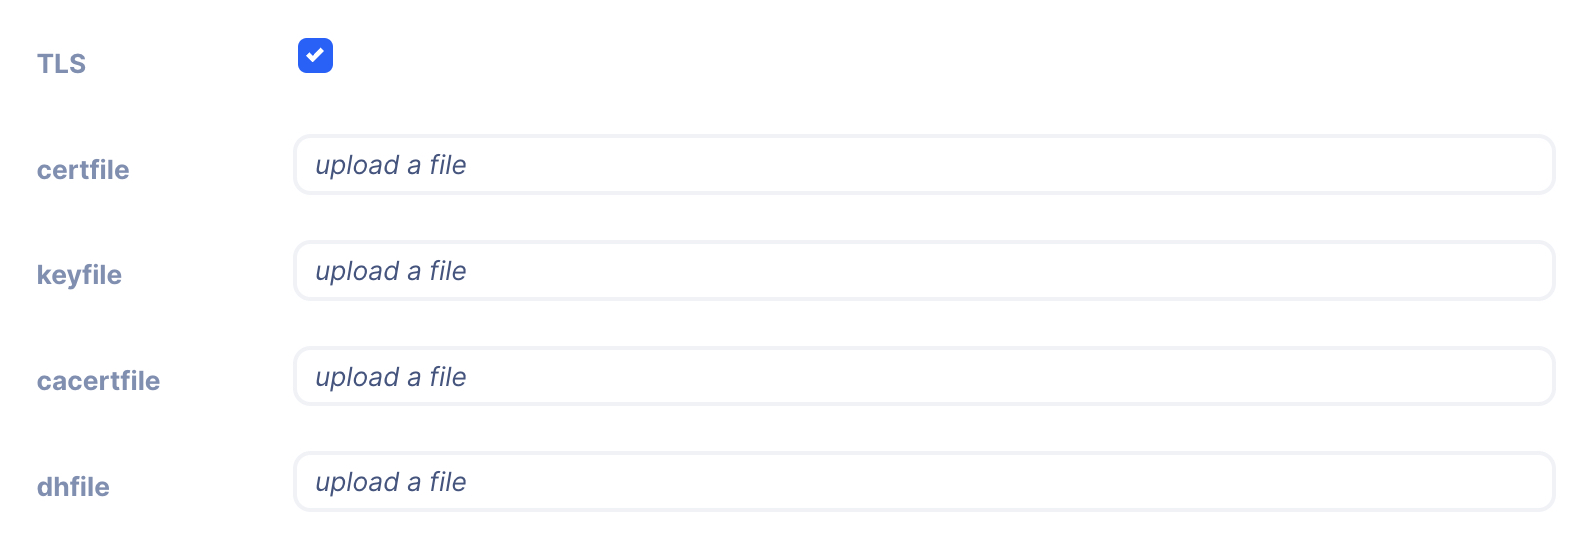 TLS
certfile upload a file
keyfile upload a file
cacertfile upload a file
dhfile upload a file